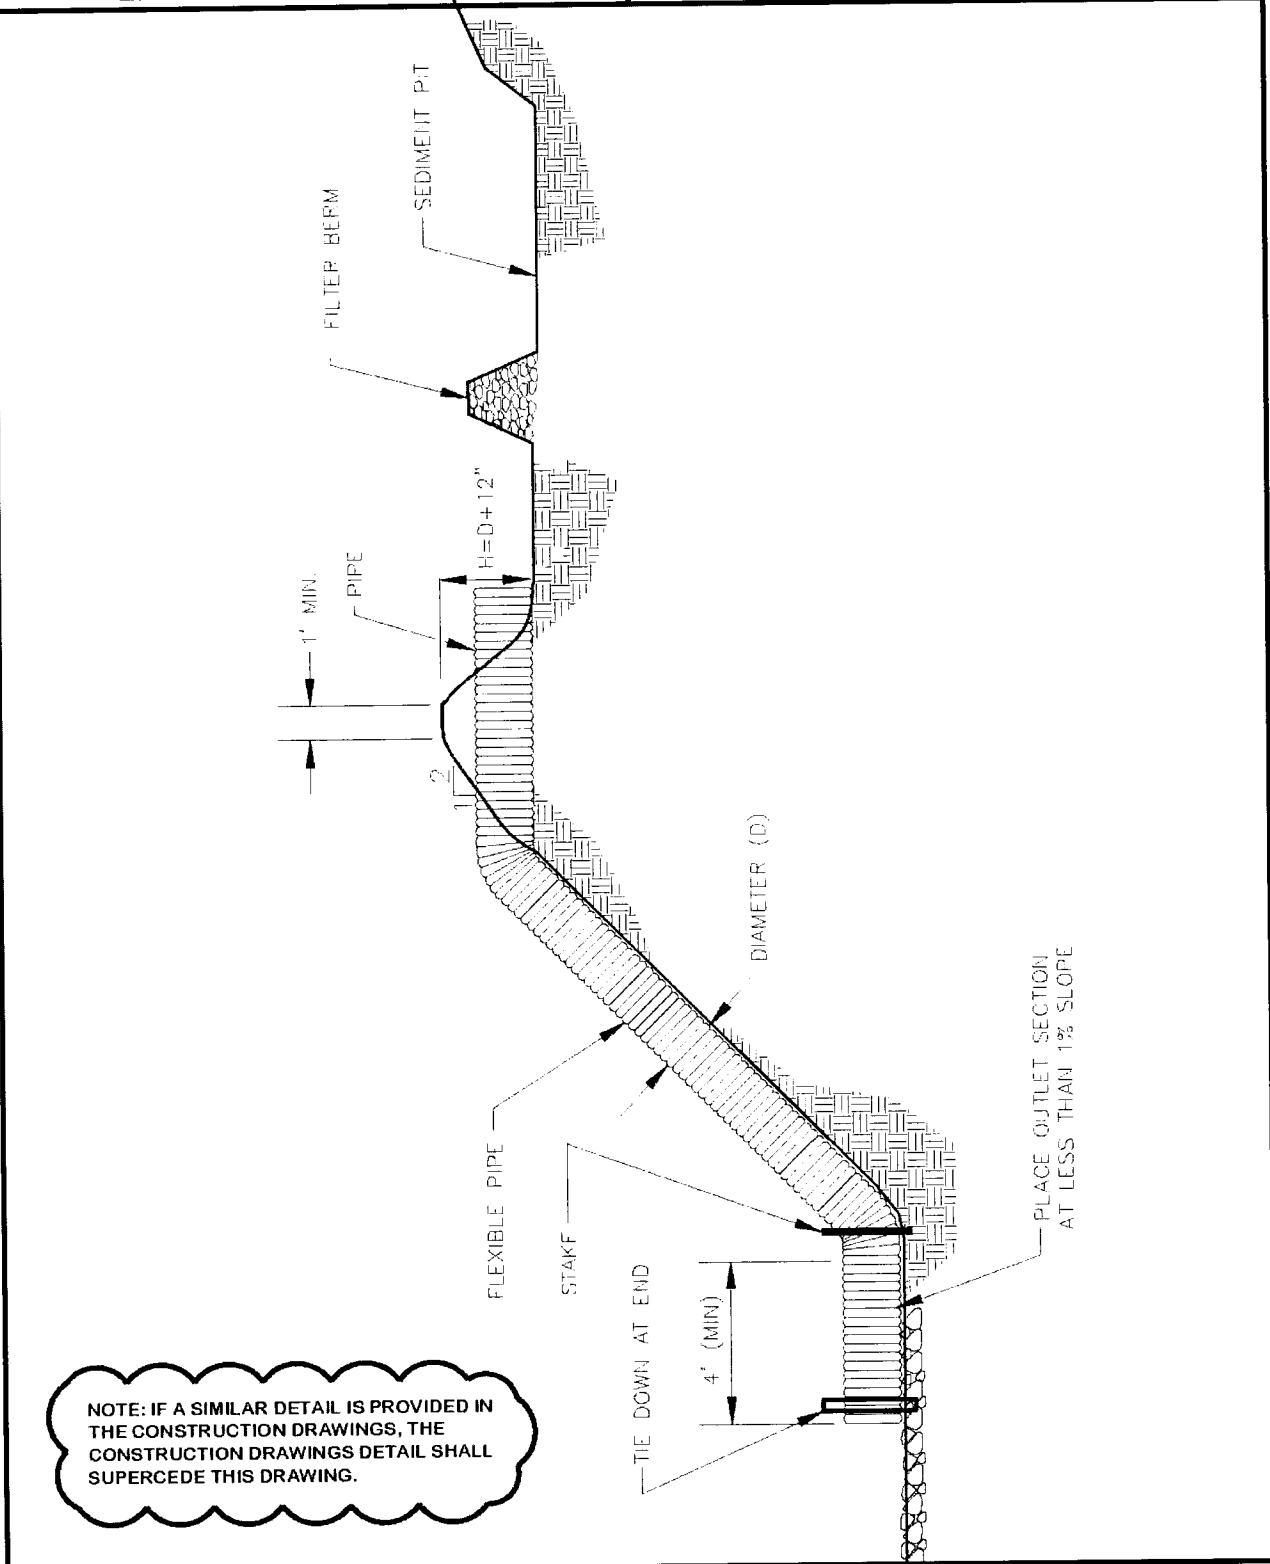 SEDIMENT PIT
FILTER BERM
H=D+12"
PIPE
1' MIN.
2
1
DIAMETER (D)
FLEXIBLE PIPE
STAKE
PLACE OUTLET SECTION
AT LESS THAN 1% SLOPE
4' (MIN)
TIE DOWN AT END
NOTE: IF A SIMILAR DETAIL IS PROVIDED IN
THE CONSTRUCTION DRAWINGS, THE
CONSTRUCTION DRAWINGS DETAIL SHALL
SUPERCEDE THIS DRAWING.